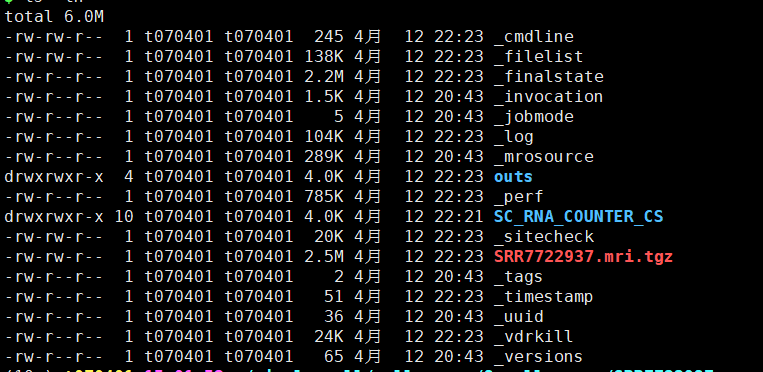 total 6.0M
-rw-rw-r-- 1 t070401 t070401 245 4月 12 22:23 _cmdline
-rw-r--r-- 1 t070401 t070401 138K 4月 12 22:23 _filelist
-rw-r--r-- 1 t070401 t070401 2.2M 4月 12 22:23 _finalstate
-rw-r--r-- 1 t070401 t070401 1.5K 4月 12 20:43 _invocation
-rw-r--r-- 1 t070401 t070401 5 4月 12 20:43 _jobmode
-rw-r--r-- 1 t070401 t070401 104K 4月 12 22:23 _log
-rw-r--r-- 1 t070401 t070401 289K 4月 12 20:43 _mrosource
drwxrwxr-x 4 t070401 t070401 4.0K 4月 12 22:23 outs
-rw-r--r-- 1 t070401 t070401 785K 4月 12 22:23 _perf
drwxrwxr-x 10 t070401 t070401 4.0K 4月 12 22:21 SC_RNA_COUNTER_CS
-rw-rw-r-- 1 t070401 t070401 20K 4月 12 22:23 _sitecheck
-rw-rw-r-- 1 t070401 t070401 2.5M 4月 12 22:23 SRR7722937.mri.tgz
-rw-r--r-- 1 t070401 t070401 2 4月 12 20:43 _tags
-rw-r--r-- 1 t070401 t070401 51 4月 12 22:23 _timestamp
-rw-r--r-- 1 t070401 t070401 36 4月 12 20:43 _uuid
-rw-r--r-- 1 t070401 t070401 24K 4月 12 22:23 _vdrkill
-rw-r--r-- 1 t070401 t070401 65 4月 12 20:43 _versions